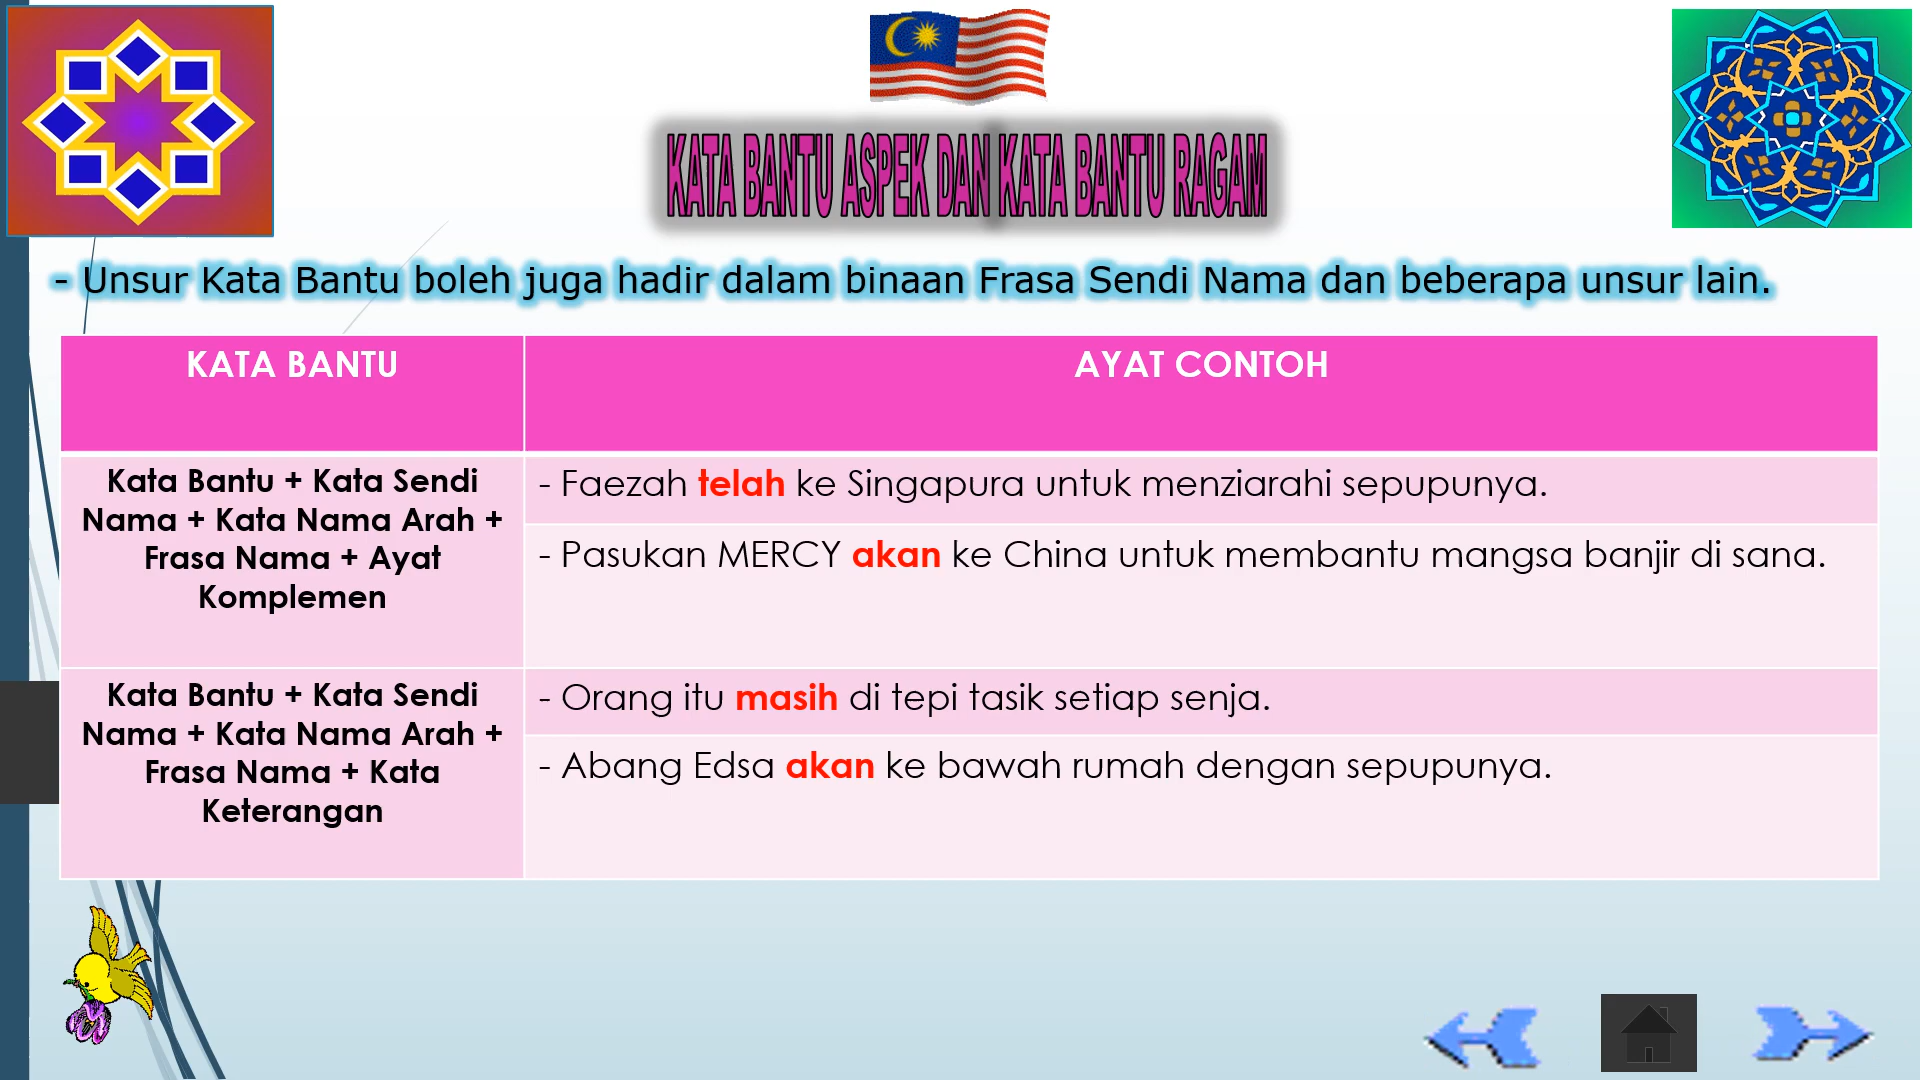 KATA BANTU ASPEK DAN KATA BANTU RAGAM
- Unsur Kata Bantu boleh juga hadir dalam binaan Frasa Sendi Nama dan beberapa unsur lain.
KATA BANTU
AYAT CONTOH
Kata Bantu + Kata Sendi
Nama + Kata Nama Arah +
Frasa Nama + Ayat
Komplemen
- Faezah telah ke Singapura untuk menziarahi sepupunya.
- Pasukan MERCY akan ke China untuk membantu mangsa banjir di sana.
Kata Bantu + Kata Sendi
Nama + Kata Nama Arah +
Frasa Nama + Kata
Keterangan
- Orang itu masih di tepi tasik setiap senja.
- Abang Edsa akan ke bawah rumah dengan sepupunya.